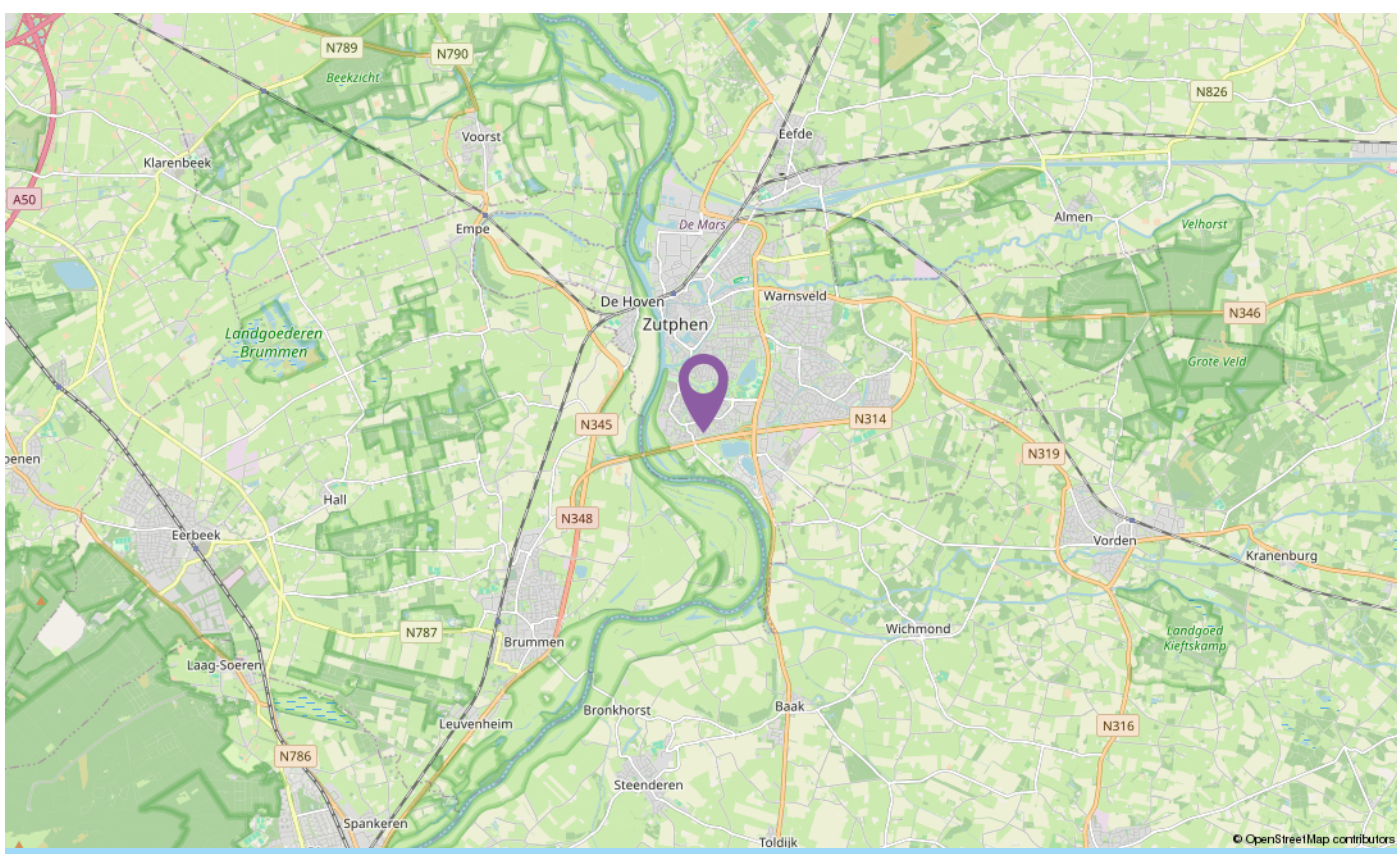 N789
N790
Beekzicht
N826
Voorst
Eefde
Klarenbeek
A50
Empe
De Mars
Almen
Velhorst
De Hoven
Warnsveld
Zutphen
N346
Landgoederen
Brummen
Grote Veld
N345
N314
N319
oenen
Hall
N348
Eerbeek
Vorden
Kranenburg
N787
Brummen
Wichmond
Landgoed
Kieftskamp
Laag-Soeren
Leuvenheim
Bronkhorst
Baak
N316
N786
Steenderen
Spankeren
Toldijk
© OpenStreetMap contributors